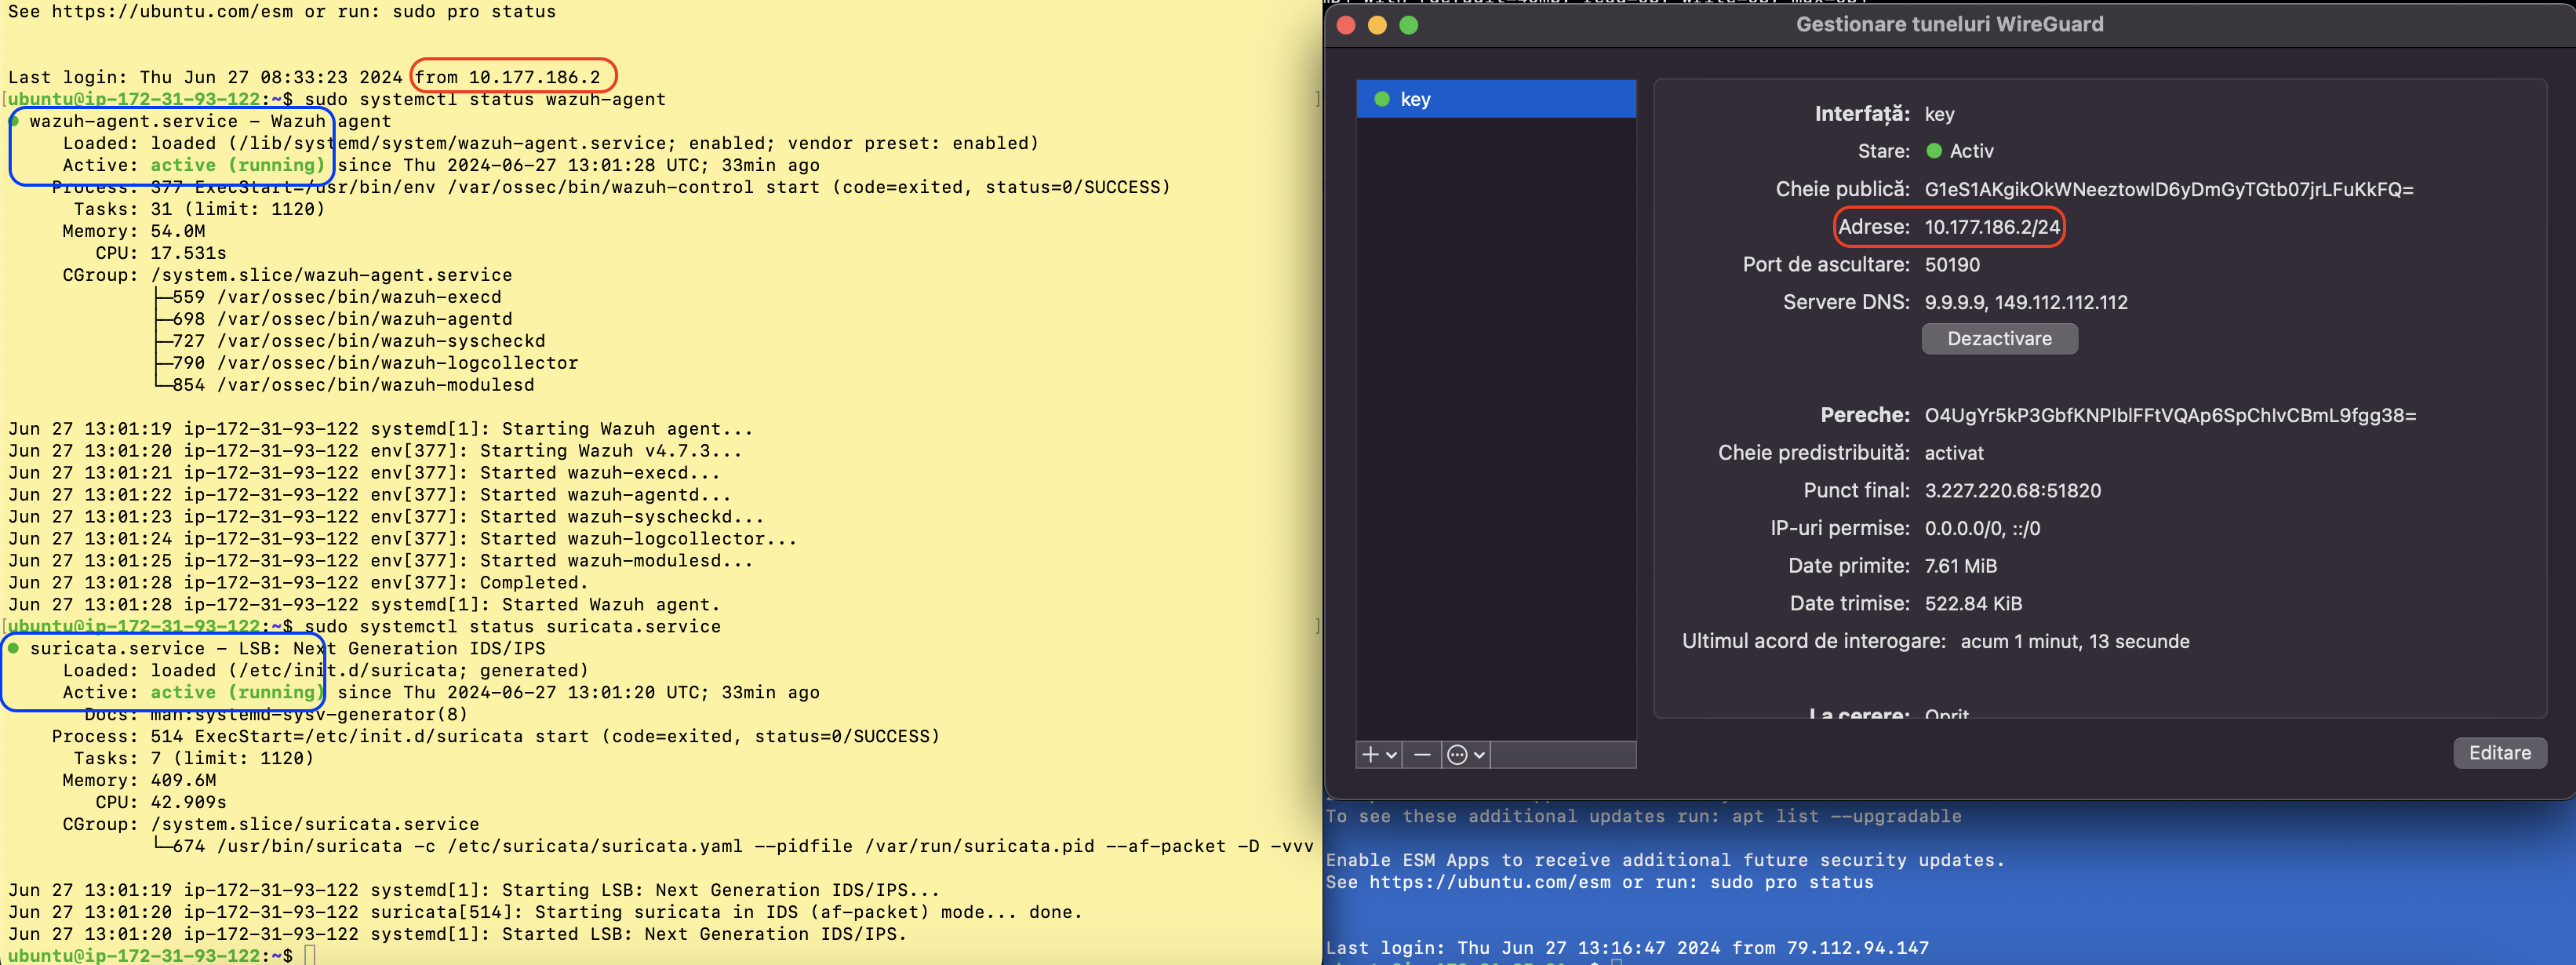 See https://ubuntu.com/esm or run: sudo pro status
Last login: Thu Jun 27 08:33:23 2024 from 10.177.186.2
[ubuntu@ip-172-31-93-122:~$ sudo systemctl status wazuh-agent ]
● wazuh-agent.service – Wazuh agent
Loaded: loaded (/lib/systemd/system/wazuh-agent.service; enabled; vendor preset: enabled)
Active: active (running) since Thu 2024-06-27 13:01:28 UTC; 33min ago
Process: 377 ExecStart=/usr/bin/env /var/ossec/bin/wazuh-control start (code=exited, status=0/SUCCESS)
Tasks: 31 (limit: 1120)
Memory: 54.0M
CPU: 17.531s
CGroup: /system.slice/wazuh-agent.service
├─559 /var/ossec/bin/wazuh-execd
├─698 /var/ossec/bin/wazuh-agentd
├─727 /var/ossec/bin/wazuh-syscheckd
├─790 /var/ossec/bin/wazuh-logcollector
└─854 /var/ossec/bin/wazuh-modulesd
Jun 27 13:01:19 ip-172-31-93-122 systemd[1]: Starting Wazuh agent...
Jun 27 13:01:20 ip-172-31-93-122 env[377]: Starting Wazuh v4.7.3...
Jun 27 13:01:21 ip-172-31-93-122 env[377]: Started wazuh-execd...
Jun 27 13:01:22 ip-172-31-93-122 env[377]: Started wazuh-agentd...
Jun 27 13:01:23 ip-172-31-93-122 env[377]: Started wazuh-syscheckd...
Jun 27 13:01:24 ip-172-31-93-122 env[377]: Started wazuh-logcollector...
Jun 27 13:01:25 ip-172-31-93-122 env[377]: Started wazuh-modulesd...
Jun 27 13:01:28 ip-172-31-93-122 env[377]: Completed.
Jun 27 13:01:28 ip-172-31-93-122 systemd[1]: Started Wazuh agent.
[ubuntu@ip-172-31-93-122:~$ sudo systemctl status suricata.service ]
● suricata.service – LSB: Next Generation IDS/IPS
Loaded: loaded (/etc/init.d/suricata; generated)
Active: active (running) since Thu 2024-06-27 13:01:20 UTC; 33min ago
Docs: man:systemd-sysv-generator(8)
Process: 514 ExecStart=/etc/init.d/suricata start (code=exited, status=0/SUCCESS)
Tasks: 7 (limit: 1120)
Memory: 409.6M
CPU: 42.909s
CGroup: /system.slice/suricata.service
└─674 /usr/bin/suricata -c /etc/suricata/suricata.yaml --pidfile /var/run/suricata.pid --af-packet -D -vvv
Jun 27 13:01:19 ip-172-31-93-122 systemd[1]: Starting LSB: Next Generation IDS/IPS...
Jun 27 13:01:20 ip-172-31-93-122 suricata[514]: Starting suricata in IDS (af-packet) mode... done.
Jun 27 13:01:20 ip-172-31-93-122 systemd[1]: Started LSB: Next Generation IDS/IPS.
ubuntu@ip-172-31-93-122:~$
Gestionare tuneluri WireGuard
key
Interfață: key
Stare: Activ
Cheie publică: G1eS1AKgikOkWNeeztowID6yDmGyTGtb07jrLFuKkFQ=
Adrese: 10.177.186.2/24
Port de ascultare: 50190
Servere DNS: 9.9.9.9, 149.112.112.112
Dezactivare
Pereche: O4UgYr5kP3GbfKNPIblFFtVQAp6SpChIvCBmL9fgg38=
Cheie predistribuită: activat
Punct final: 3.227.220.68:51820
IP-uri permise: 0.0.0.0/0, ::/0
Date primite: 7.61 MiB
Date trimise: 522.84 KiB
Ultimul acord de interogare: acum 1 minut, 13 secunde
La cerere: Oprit
Editare
To see these additional updates run: apt list --upgradable
Enable ESM Apps to receive additional future security updates.
See https://ubuntu.com/esm or run: sudo pro status
Last login: Thu Jun 27 13:16:47 2024 from 79.112.94.147